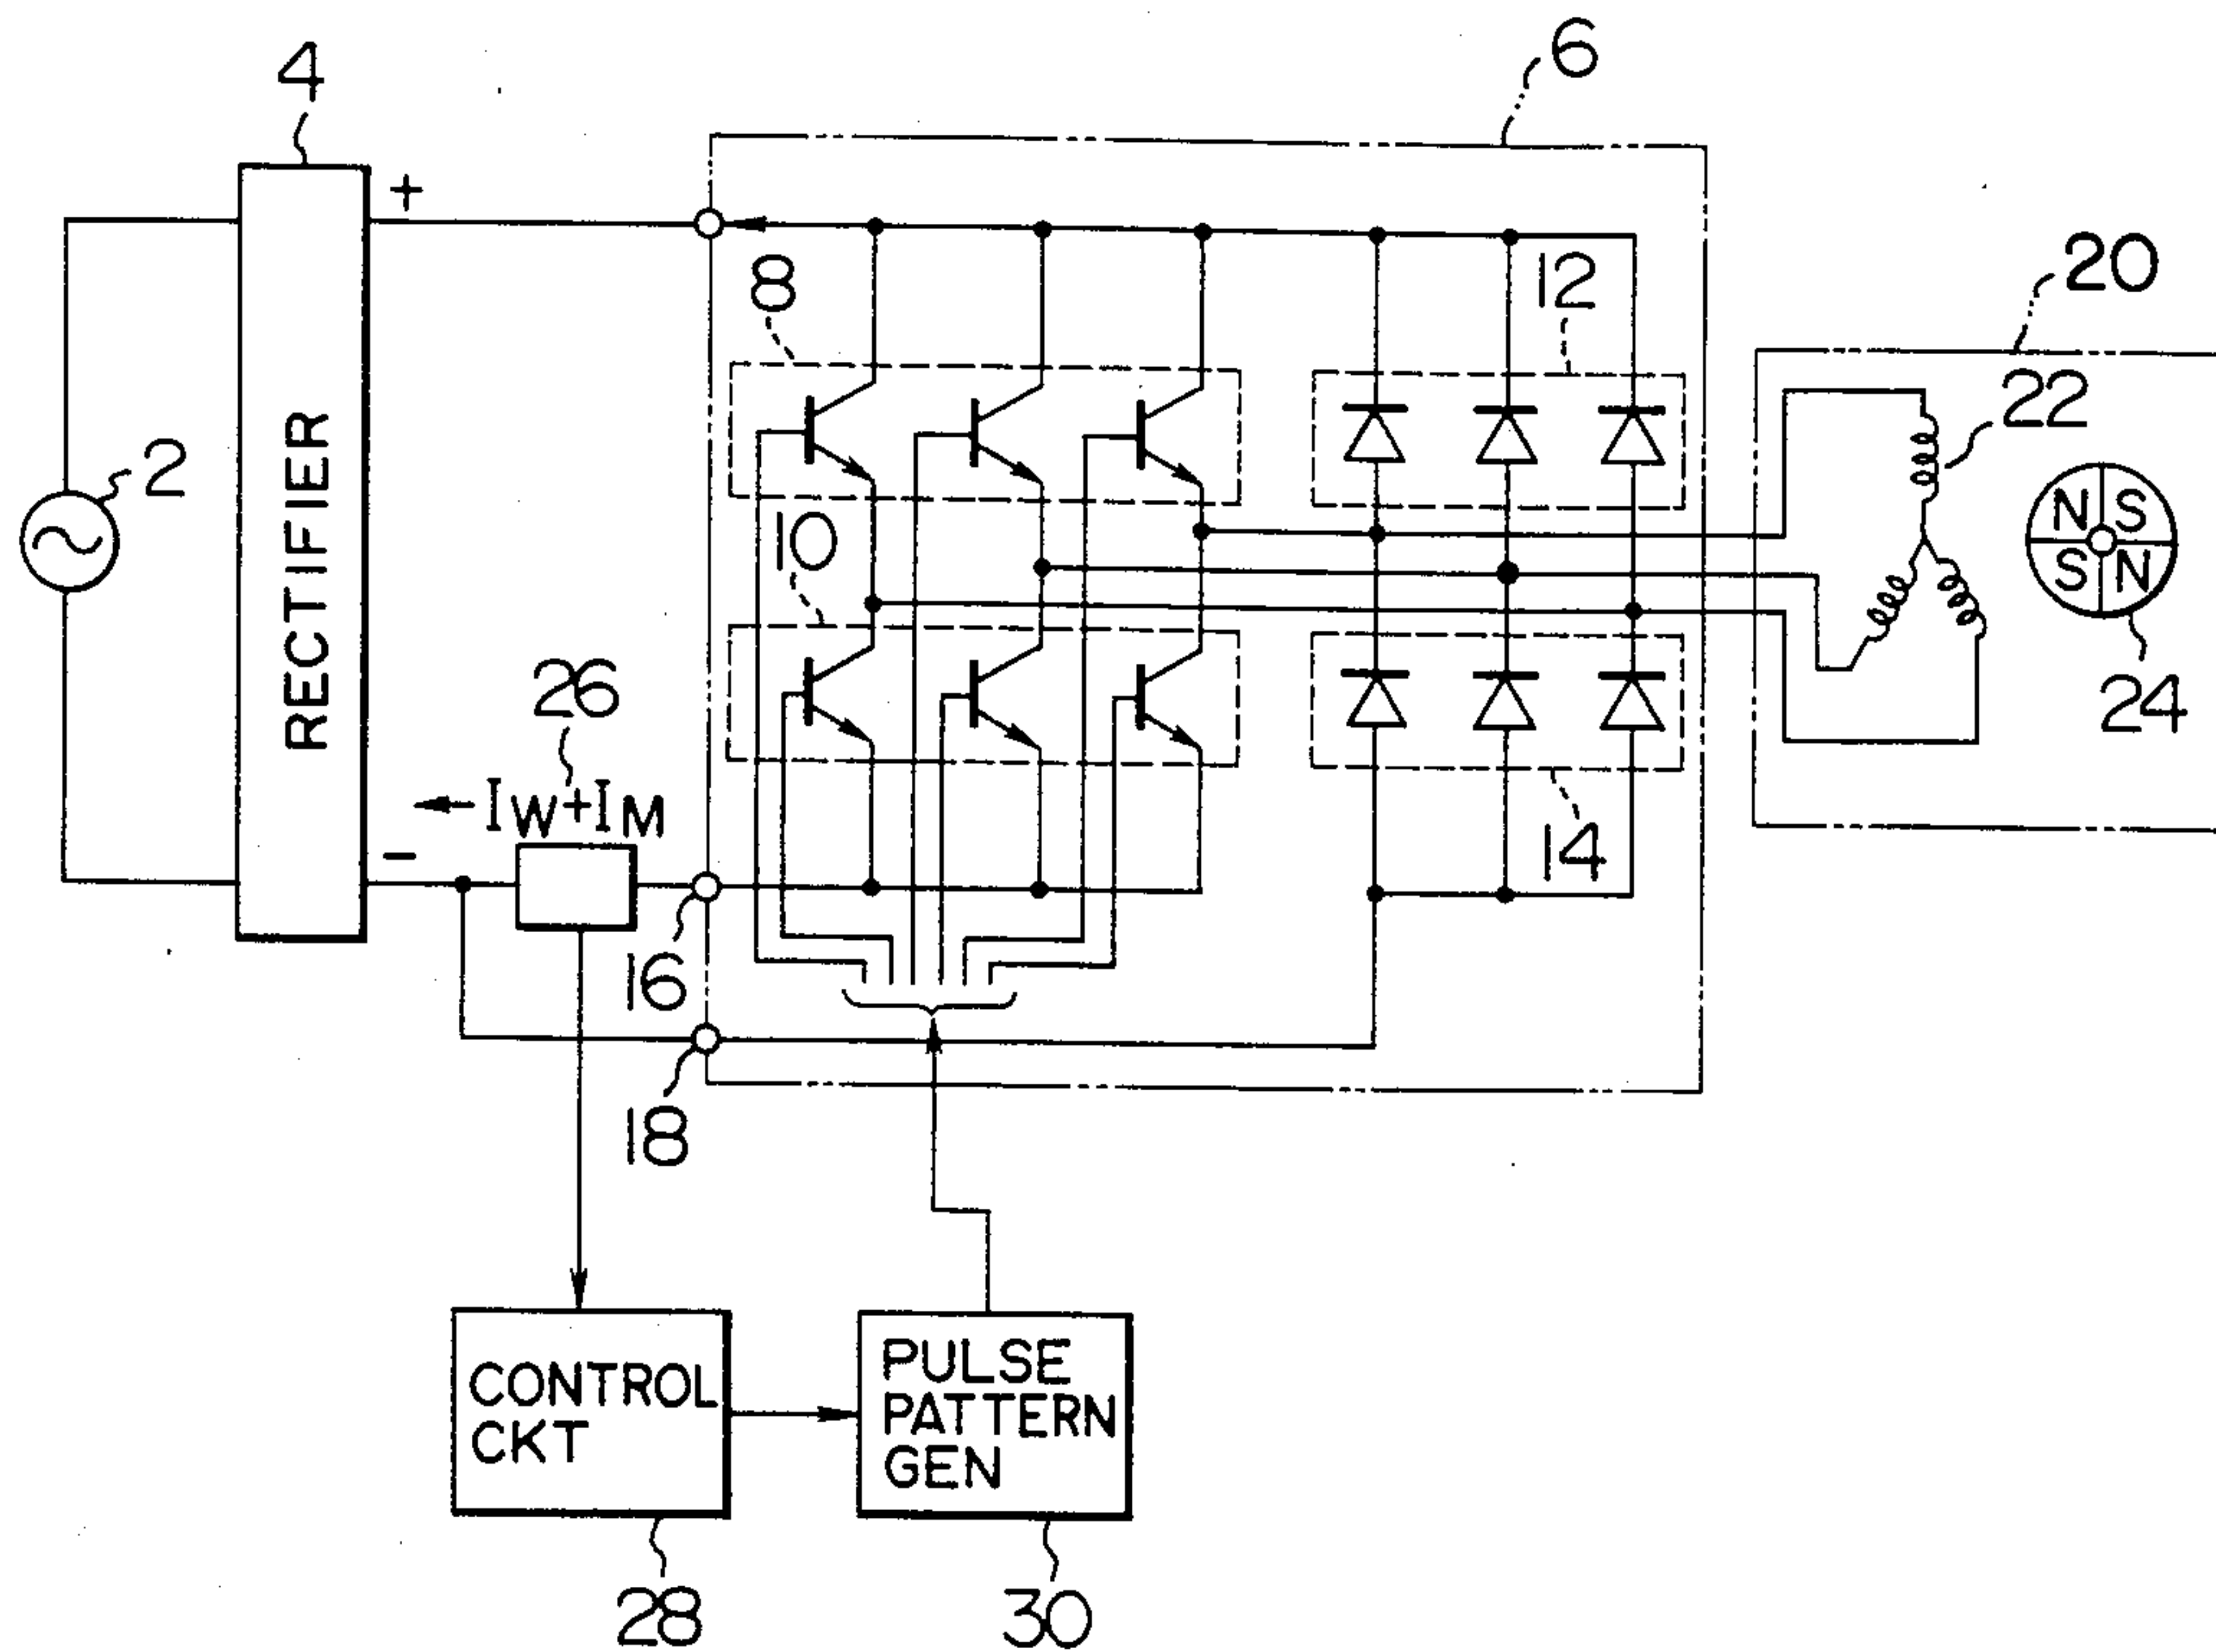 4
6
+
8
12
20
22
2
RECTIFIER
N S
S N
10
26
24
IW+IM
−
14
16
18
CONTROL
CKT
PULSE
PATTERN
GEN
28
30